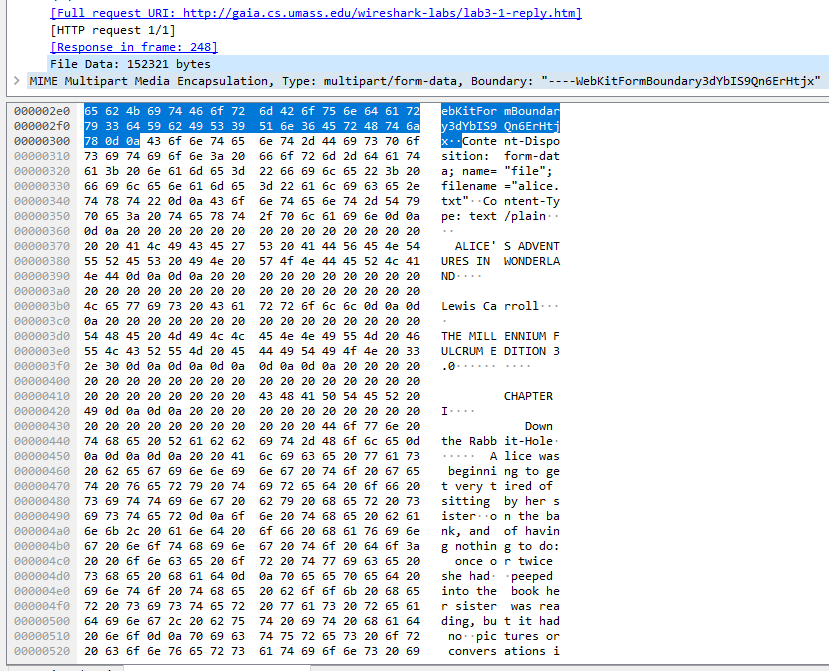 [Full request URI: http://gaia.cs.umass.edu/wireshark-labs/lab3-1-reply.htm]
[HTTP request 1/1]
[Response in frame: 248]
File Data: 152321 bytes
> MIME Multipart Media Encapsulation, Type: multipart/form-data, Boundary: "----WebKitFormBoundary3dYbIS9Qn6ErHtjx"
000002e0 65 62 4b 69 74 46 6f 72 6d 42 6f 75 6e 64 61 72 ebKitFor mBoundar
000002f0 79 33 64 59 62 49 53 39 51 6e 36 45 72 48 74 6a y3dYbIS9 Qn6ErHtj
00000300 78 0d 0a 43 6f 6e 74 65 6e 74 2d 44 69 73 70 6f x··Conte nt-Dispo
00000310 73 69 74 69 6f 6e 3a 20 66 6f 72 6d 2d 64 61 74 sition: form-dat
00000320 61 3b 20 6e 61 6d 65 3d 22 66 69 6c 65 22 3b 20 a; name= "file";
00000330 66 69 6c 65 6e 61 6d 65 3d 22 61 6c 69 63 65 2e filename ="alice.
00000340 74 78 74 22 0d 0a 43 6f 6e 74 65 6e 74 2d 54 79 txt"··Co ntent-Ty
00000350 70 65 3a 20 74 65 78 74 2f 70 6c 61 69 6e 0d 0a pe: text /plain··
00000360 0d 0a 20 20 20 20 20 20 20 20 20 20 20 20 20 20 ··
00000370 20 20 41 4c 49 43 45 27 53 20 41 44 56 45 4e 54 ALICE' S ADVENT
00000380 55 52 45 53 20 49 4e 20 57 4f 4e 44 45 52 4c 41 URES IN WONDERLA
00000390 4e 44 0d 0a 0d 0a 20 20 20 20 20 20 20 20 20 20 ND····
000003a0 20 20 20 20 20 20 20 20 20 20 20 20 20 20 20 20
000003b0 4c 65 77 69 73 20 43 61 72 72 6f 6c 6c 0d 0a 0d Lewis Ca rroll···
000003c0 0a 20 20 20 20 20 20 20 20 20 20 20 20 20 20 20 ·
000003d0 54 48 45 20 4d 49 4c 4c 45 4e 4e 49 55 4d 20 46 THE MILL ENNIUM F
000003e0 55 4c 43 52 55 4d 20 45 44 49 54 49 4f 4e 20 33 ULCRUM E DITION 3
000003f0 2e 30 0d 0a 0d 0a 0d 0a 0d 0a 0d 0a 20 20 20 20 .0······ ····
00000400 20 20 20 20 20 20 20 20 20 20 20 20 20 20 20 20
00000410 20 20 20 20 20 20 20 20 43 48 41 50 54 45 52 20 CHAPTER
00000420 49 0d 0a 0d 0a 20 20 20 20 20 20 20 20 20 20 20 I····
00000430 20 20 20 20 20 20 20 20 20 20 20 44 6f 77 6e 20 Down
00000440 74 68 65 20 52 61 62 62 69 74 2d 48 6f 6c 65 0d the Rabb it-Hole·
00000450 0a 0d 0a 0d 0a 20 20 41 6c 69 63 65 20 77 61 73 ····· A lice was
00000460 20 62 65 67 69 6e 6e 69 6e 67 20 74 6f 20 67 65 beginni ng to ge
00000470 74 20 76 65 72 79 20 74 69 72 65 64 20 6f 66 20 t very t ired of
00000480 73 69 74 74 69 6e 67 20 62 79 20 68 65 72 20 73 sitting by her s
00000490 69 73 74 65 72 0d 0a 6f 6e 20 74 68 65 20 62 61 ister··o n the ba
000004a0 6e 6b 2c 20 61 6e 64 20 6f 66 20 68 61 76 69 6e nk, and of havin
000004b0 67 20 6e 6f 74 68 69 6e 67 20 74 6f 20 64 6f 3a g nothin g to do:
000004c0 20 20 6f 6e 63 65 20 6f 72 20 74 77 69 63 65 20 once o r twice
000004d0 73 68 65 20 68 61 64 0d 0a 70 65 65 70 65 64 20 she had· ·peeped
000004e0 69 6e 74 6f 20 74 68 65 20 62 6f 6f 6b 20 68 65 into the book he
000004f0 72 20 73 69 73 74 65 72 20 77 61 73 20 72 65 61 r sister was rea
00000500 64 69 6e 67 2c 20 62 75 74 20 69 74 20 68 61 64 ding, bu t it had
00000510 20 6e 6f 0d 0a 70 69 63 74 75 72 65 73 20 6f 72 no··pic tures or
00000520 20 63 6f 6e 76 65 72 73 61 74 69 6f 6e 73 20 69 convers ations i